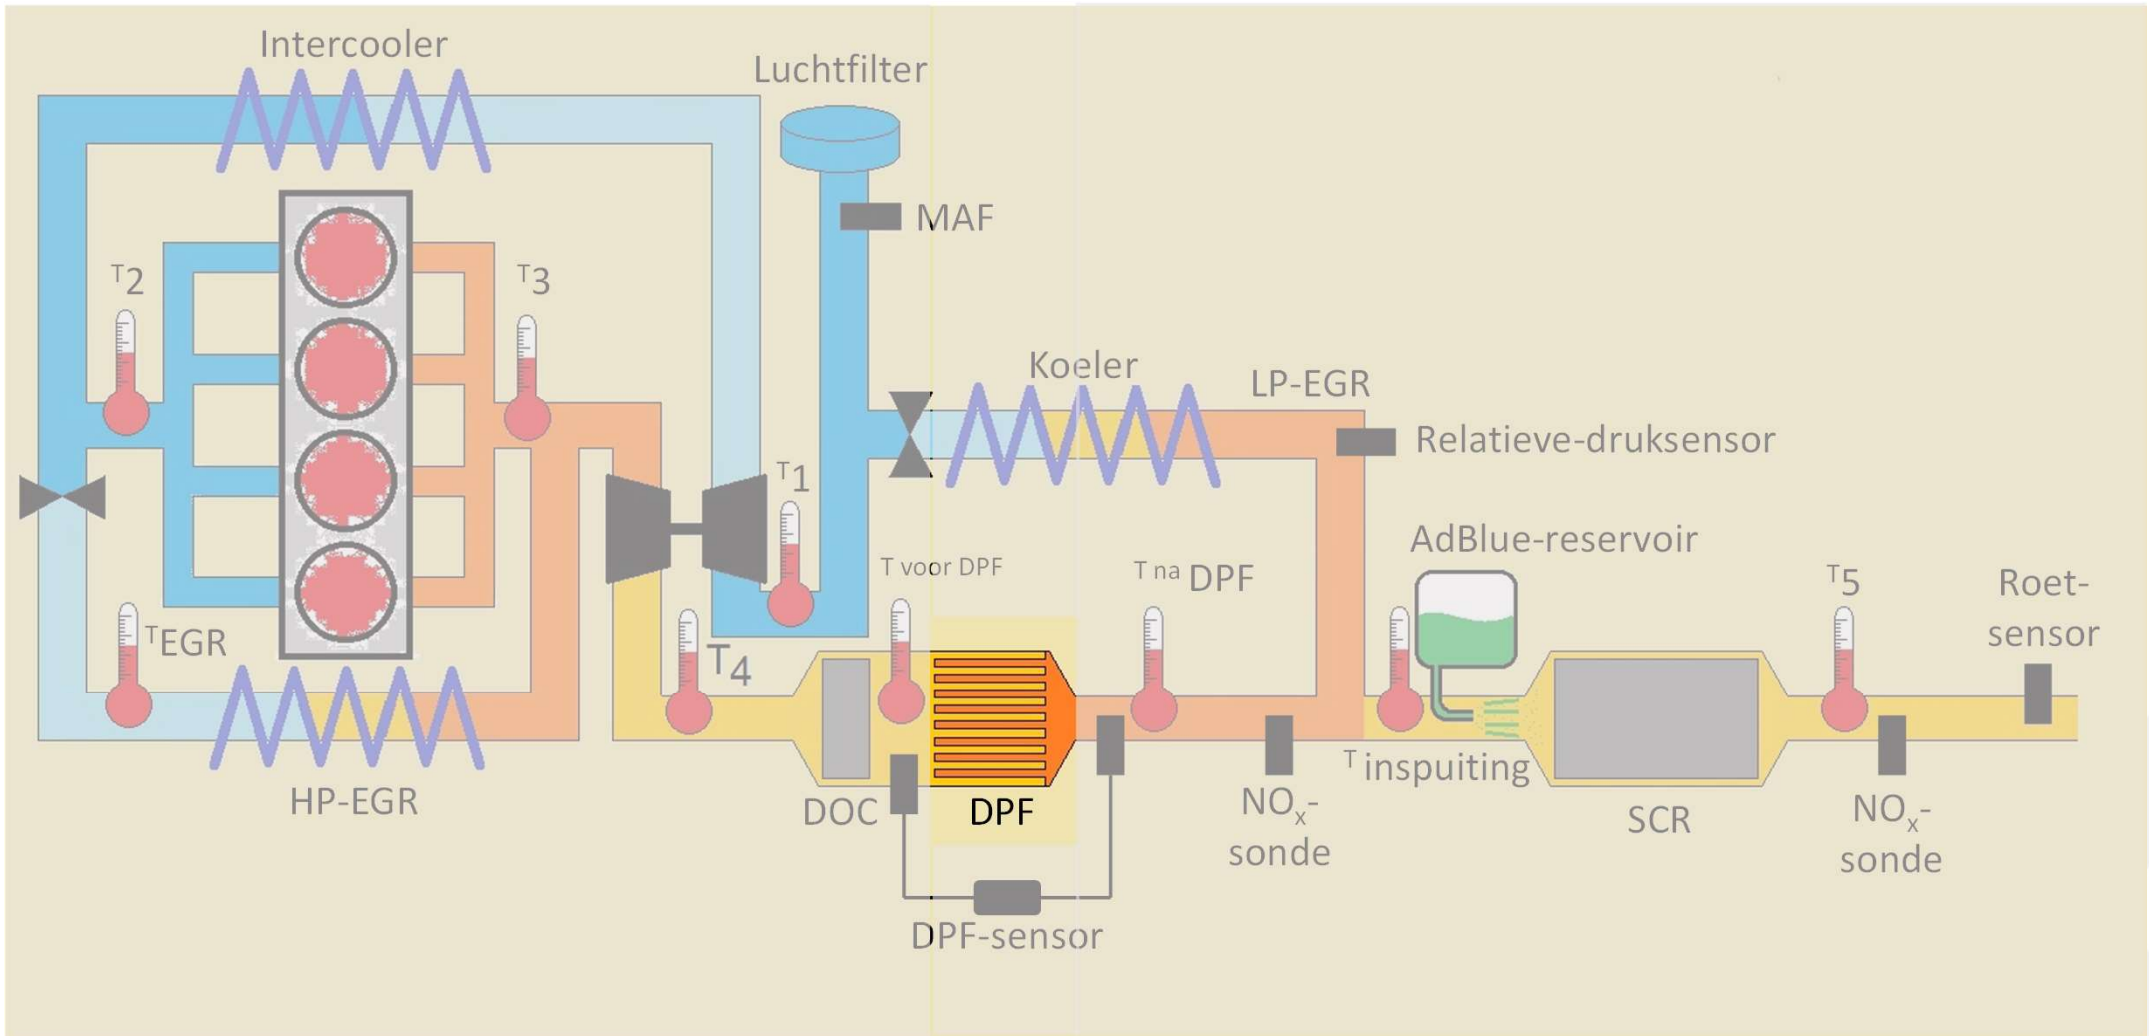 Intercooler
Luchtfilter
MAF
T2
T3
Koeler
LP-EGR
Relatieve-druksensor
T1
AdBlue-reservoir
T voor DPF
T na DPF
T5
Roet-
sensor
TEGR
T4
T inspuiting
HP-EGR
DOC
DPF
NOx-
sonde
SCR
NOx-
sonde
DPF-sensor